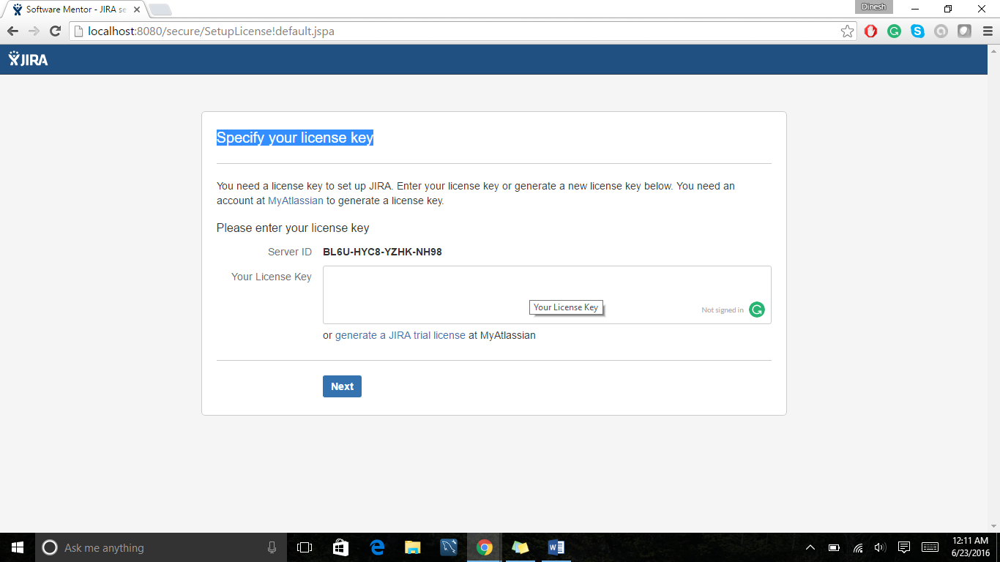 Software Mentor - JIRA se
Dinesh
localhost:8080/secure/SetupLicense!default.jspa
JIRA
Specify your license key
You need a license key to set up JIRA. Enter your license key or generate a new license key below. You need an
account at MyAtlassian to generate a license key.
Please enter your license key
Server ID BL6U-HYC8-YZHK-NH98
Your License Key
Your License Key
Not signed in
or generate a JIRA trial license at MyAtlassian
Next
Ask me anything
12:11 AM
6/23/2016